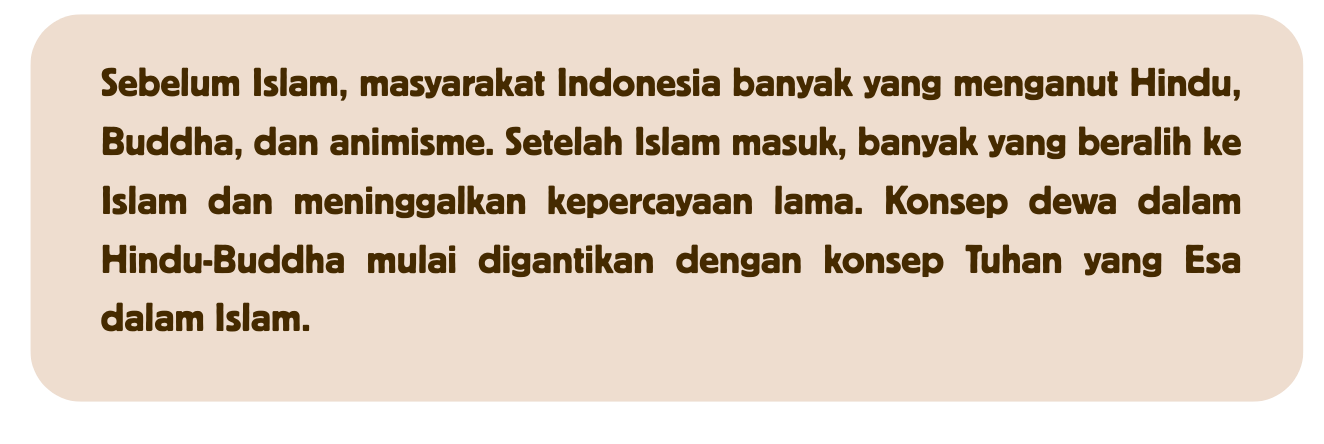 Sebelum Islam, masyarakat Indonesia banyak yang menganut Hindu,
Buddha, dan animisme. Setelah Islam masuk, banyak yang beralih ke
Islam dan meninggalkan kepercayaan lama. Konsep dewa dalam
Hindu-Buddha mulai digantikan dengan konsep Tuhan yang Esa
dalam Islam.